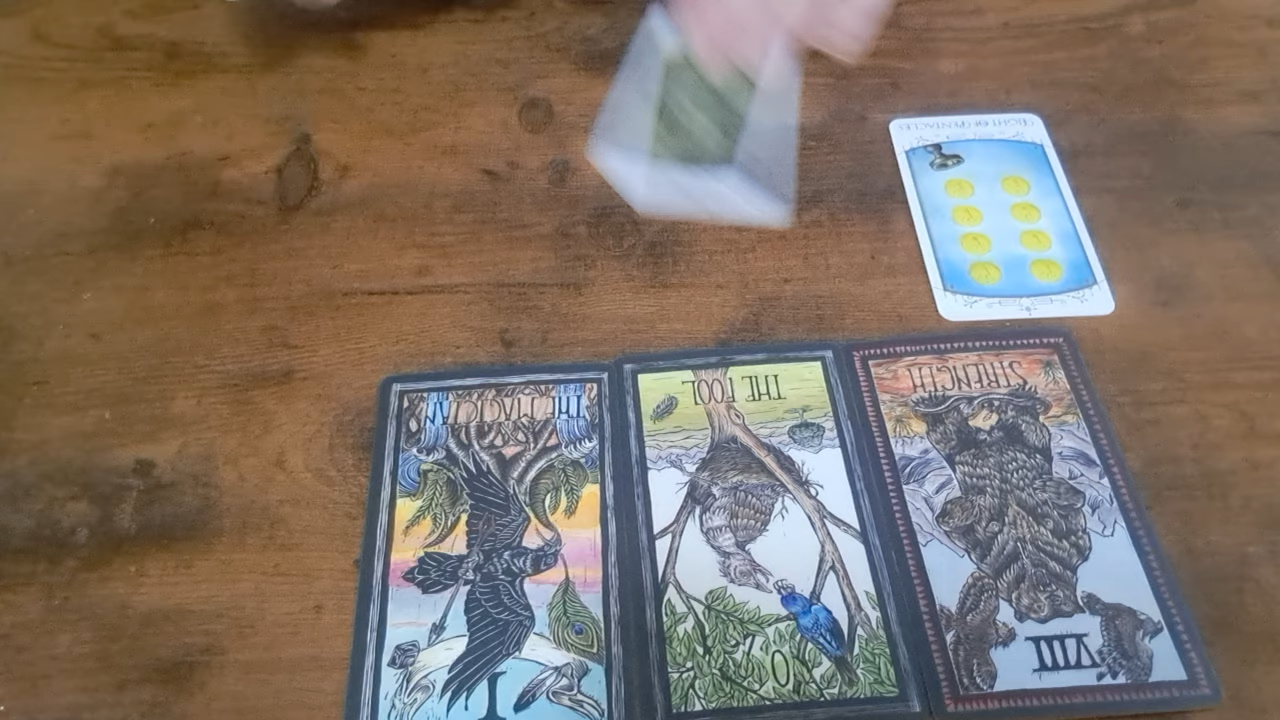 EIGHT OF PENTACLES
THE MAGICIAN
THE FOOL
STRENGTH
I
0
VIII